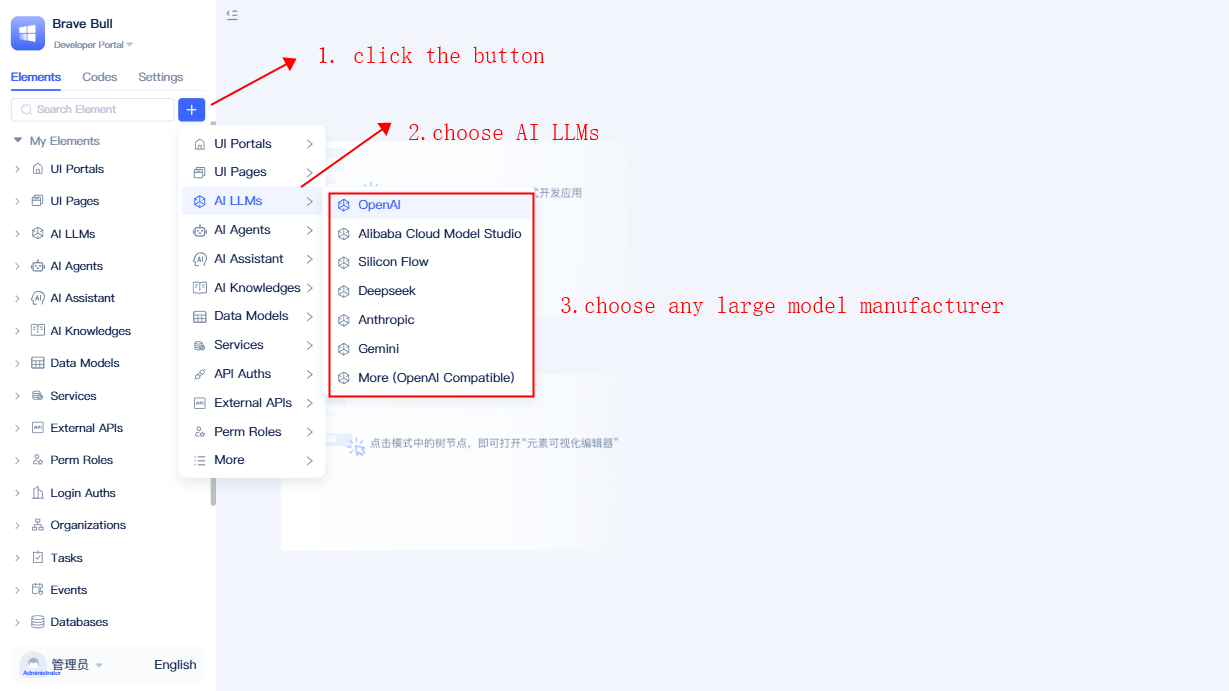 Brave Bull
Developer Portal
Elements Codes Settings
Search Element
My Elements
UI Portals
UI Pages
AI LLMs
AI Agents
AI Assistant
AI Knowledges
Data Models
Services
External APIs
Perm Roles
Login Auths
Organizations
Tasks
Events
Databases
管理员
Administrator
English
UI Portals
UI Pages
AI LLMs
AI Agents
AI Assistant
AI Knowledges
Data Models
Services
API Auths
External APIs
Perm Roles
More
OpenAI
Alibaba Cloud Model Studio
Silicon Flow
Deepseek
Anthropic
Gemini
More (OpenAI Compatible)
1. click the button
2.choose AI LLMs
3.choose any large model manufacturer
开发应用
点击模式中的树节点，即可打开“元素可视化编辑器”